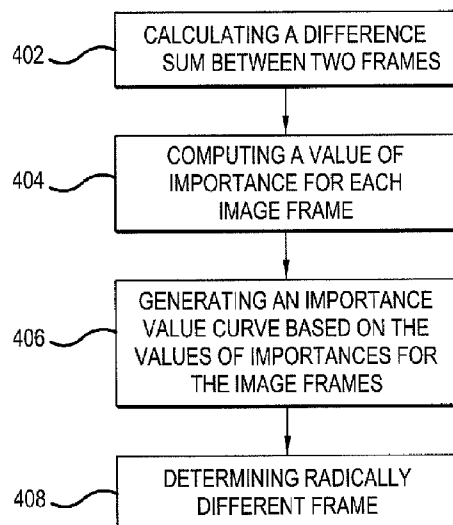 402
CALCULATING A DIFFERENCE
SUM BETWEEN TWO FRAMES
404
COMPUTING A VALUE OF
IMPORTANCE FOR EACH
IMAGE FRAME
406
GENERATING AN IMPORTANCE
VALUE CURVE BASED ON THE
VALUES OF IMPORTANCES FOR
THE IMAGE FRAMES
408
DETERMINING RADICALLY
DIFFERENT FRAME